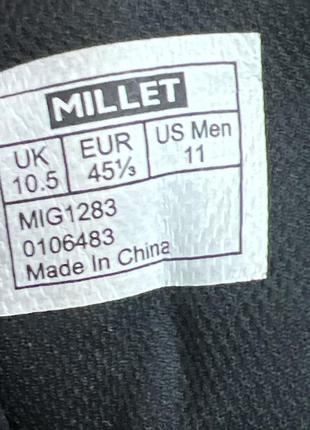 MILLET
UK EUR US Men
10.5 45⅓ 11
MIG1283
0106483
Made In China